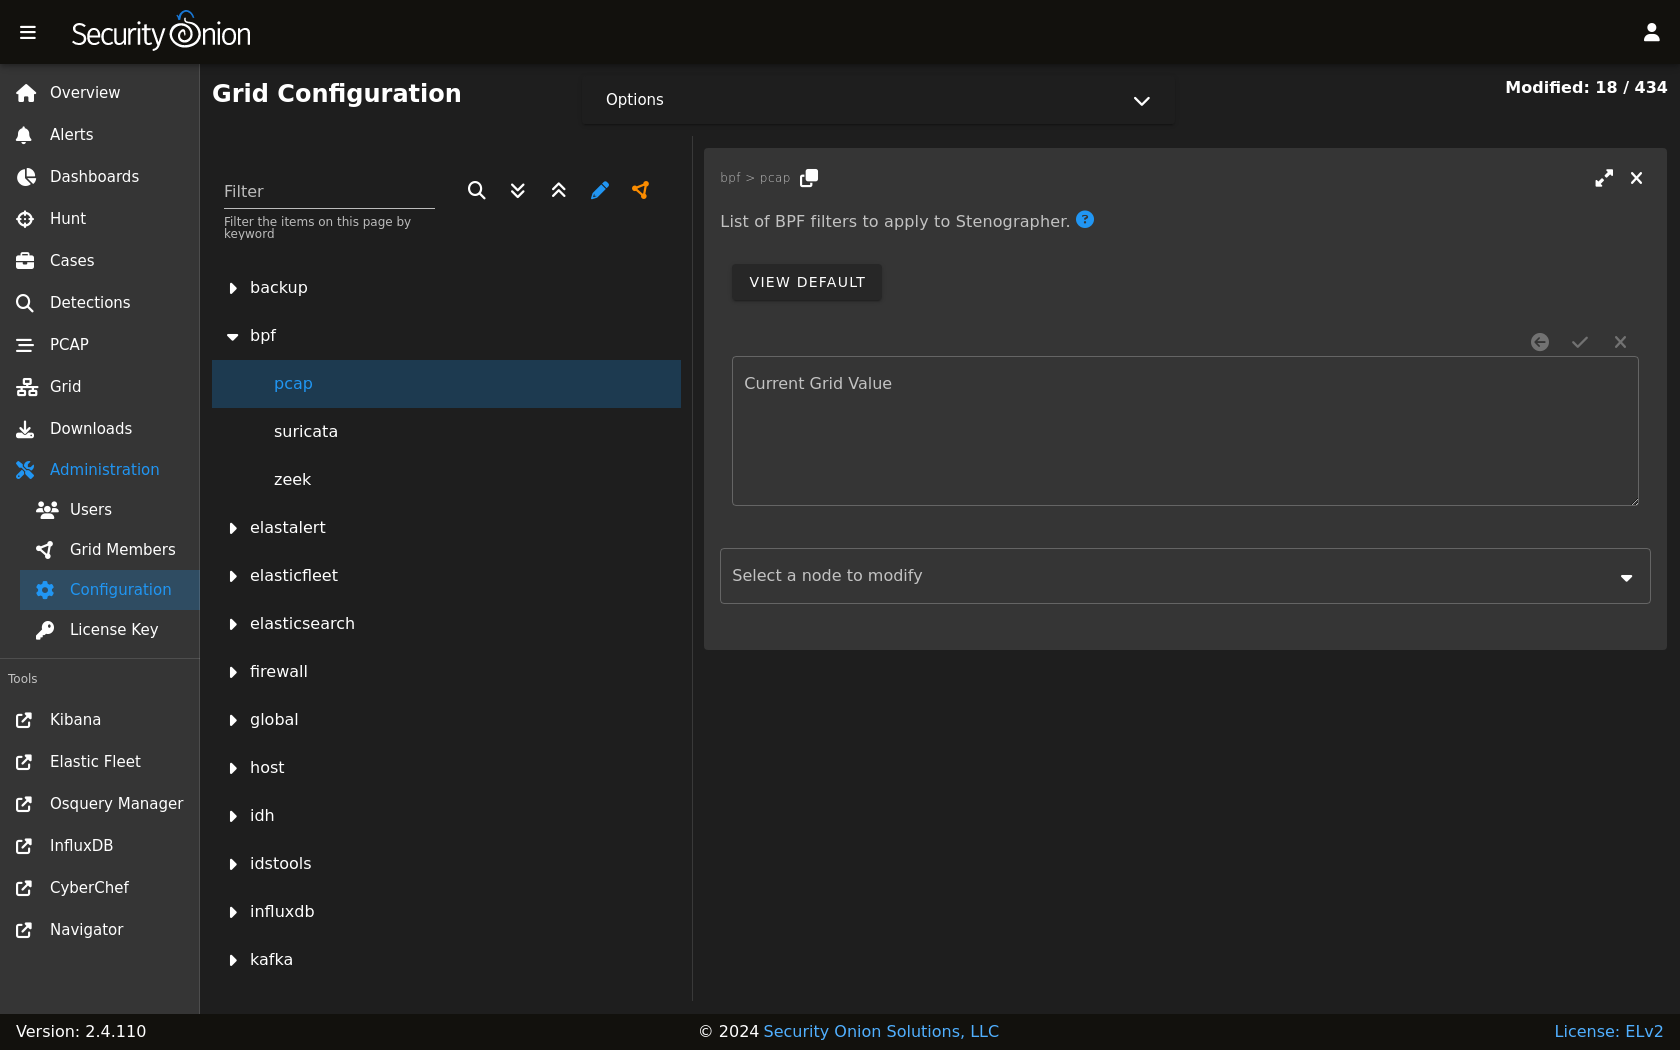 Security Onion
Overview
Alerts
Dashboards
Hunt
Cases
Detections
PCAP
Grid
Downloads
Administration
Users
Grid Members
Configuration
License Key
Tools
Kibana
Elastic Fleet
Osquery Manager
InfluxDB
CyberChef
Navigator
Grid Configuration
Options
Modified: 18 / 434
Filter
Filter the items on this page by
keyword
backup
bpf
pcap
suricata
zeek
elastalert
elasticfleet
elasticsearch
firewall
global
host
idh
idstools
influxdb
kafka
bpf > pcap
List of BPF filters to apply to Stenographer. ?
VIEW DEFAULT
Current Grid Value
Select a node to modify
Version: 2.4.110
© 2024 Security Onion Solutions, LLC
License: ELv2